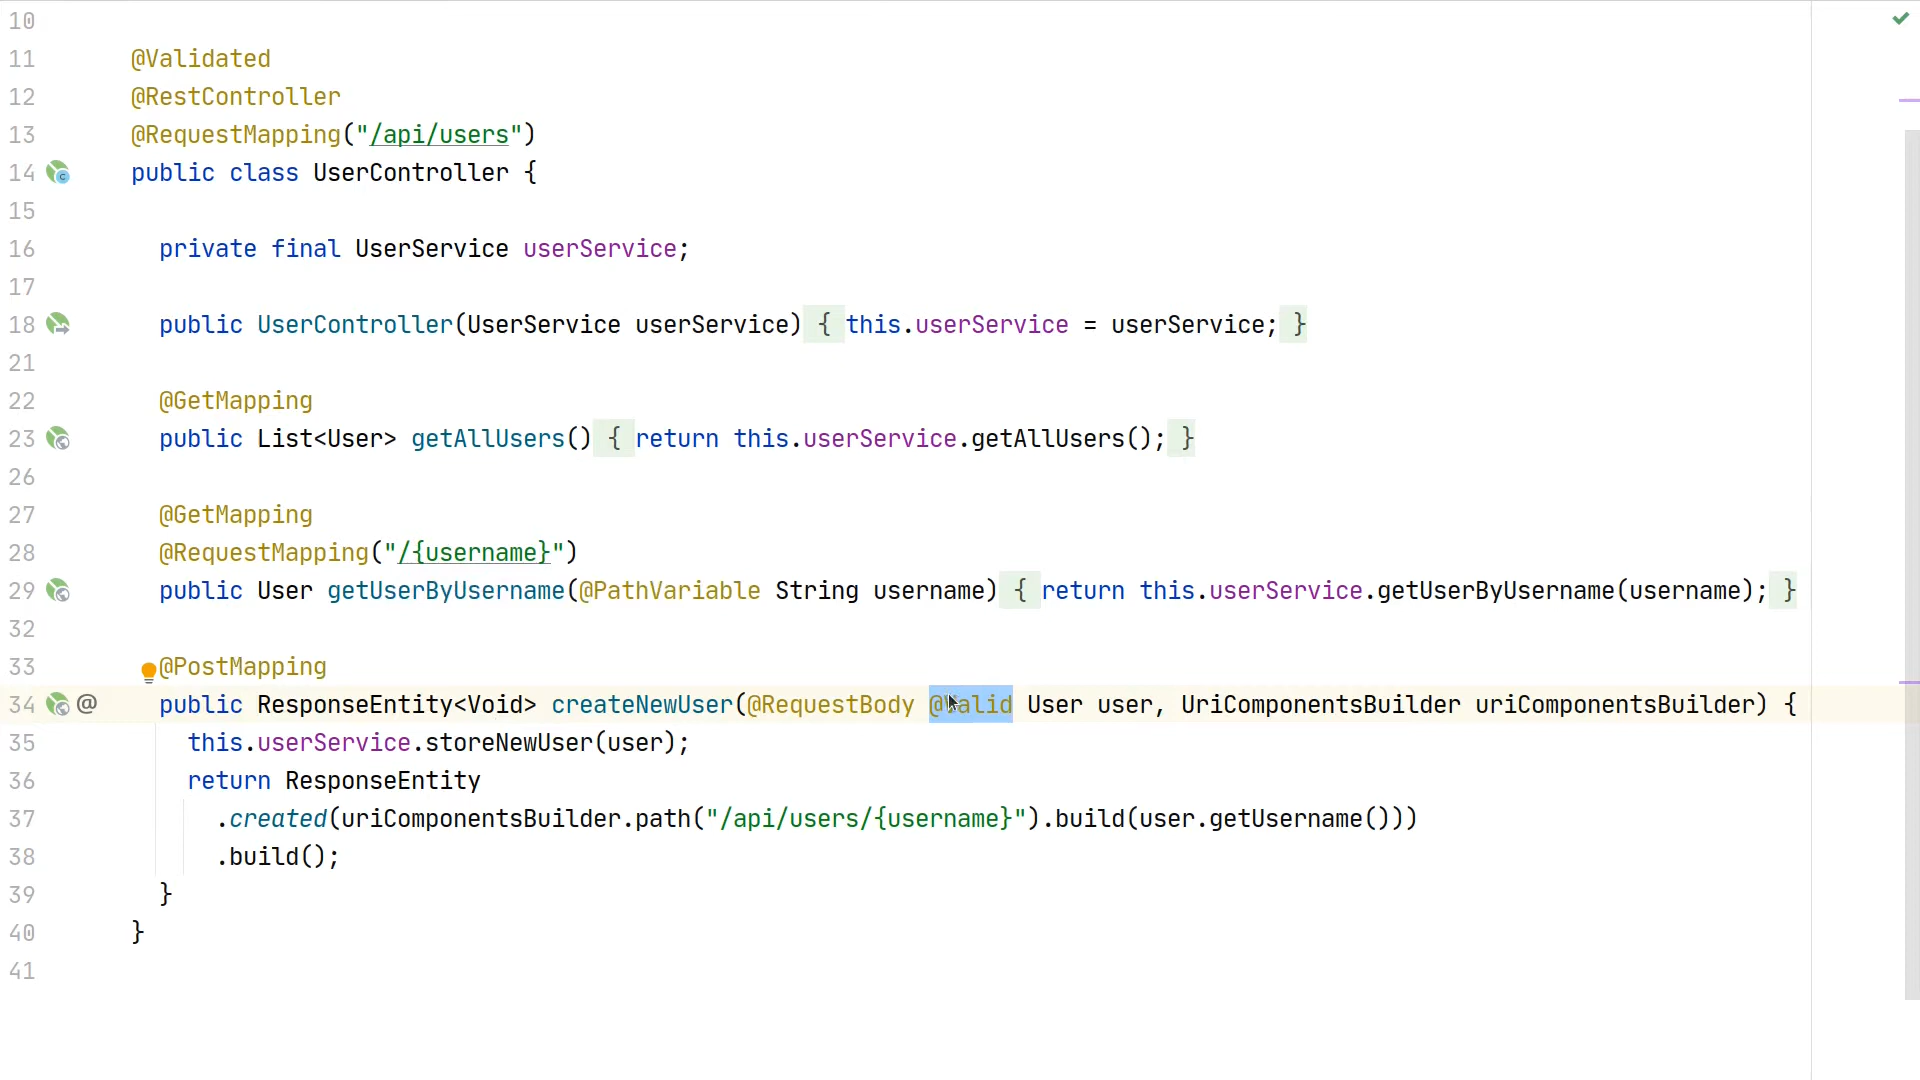 10
11 @Validated
12 @RestController
13 @RequestMapping("/api/users")
14 public class UserController {
15
16 private final UserService userService;
17
18 public UserController(UserService userService) { this.userService = userService; }
21
22 @GetMapping
23 public List<User> getAllUsers() { return this.userService.getAllUsers(); }
26
27 @GetMapping
28 @RequestMapping("/{username}")
29 public User getUserByUsername(@PathVariable String username) { return this.userService.getUserByUsername(username); }
32
33 @PostMapping
34 @ public ResponseEntity<Void> createNewUser(@RequestBody @Valid User user, UriComponentsBuilder uriComponentsBuilder) {
35 this.userService.storeNewUser(user);
36 return ResponseEntity
37 .created(uriComponentsBuilder.path("/api/users/{username}").build(user.getUsername()))
38 .build();
39 }
40 }
41